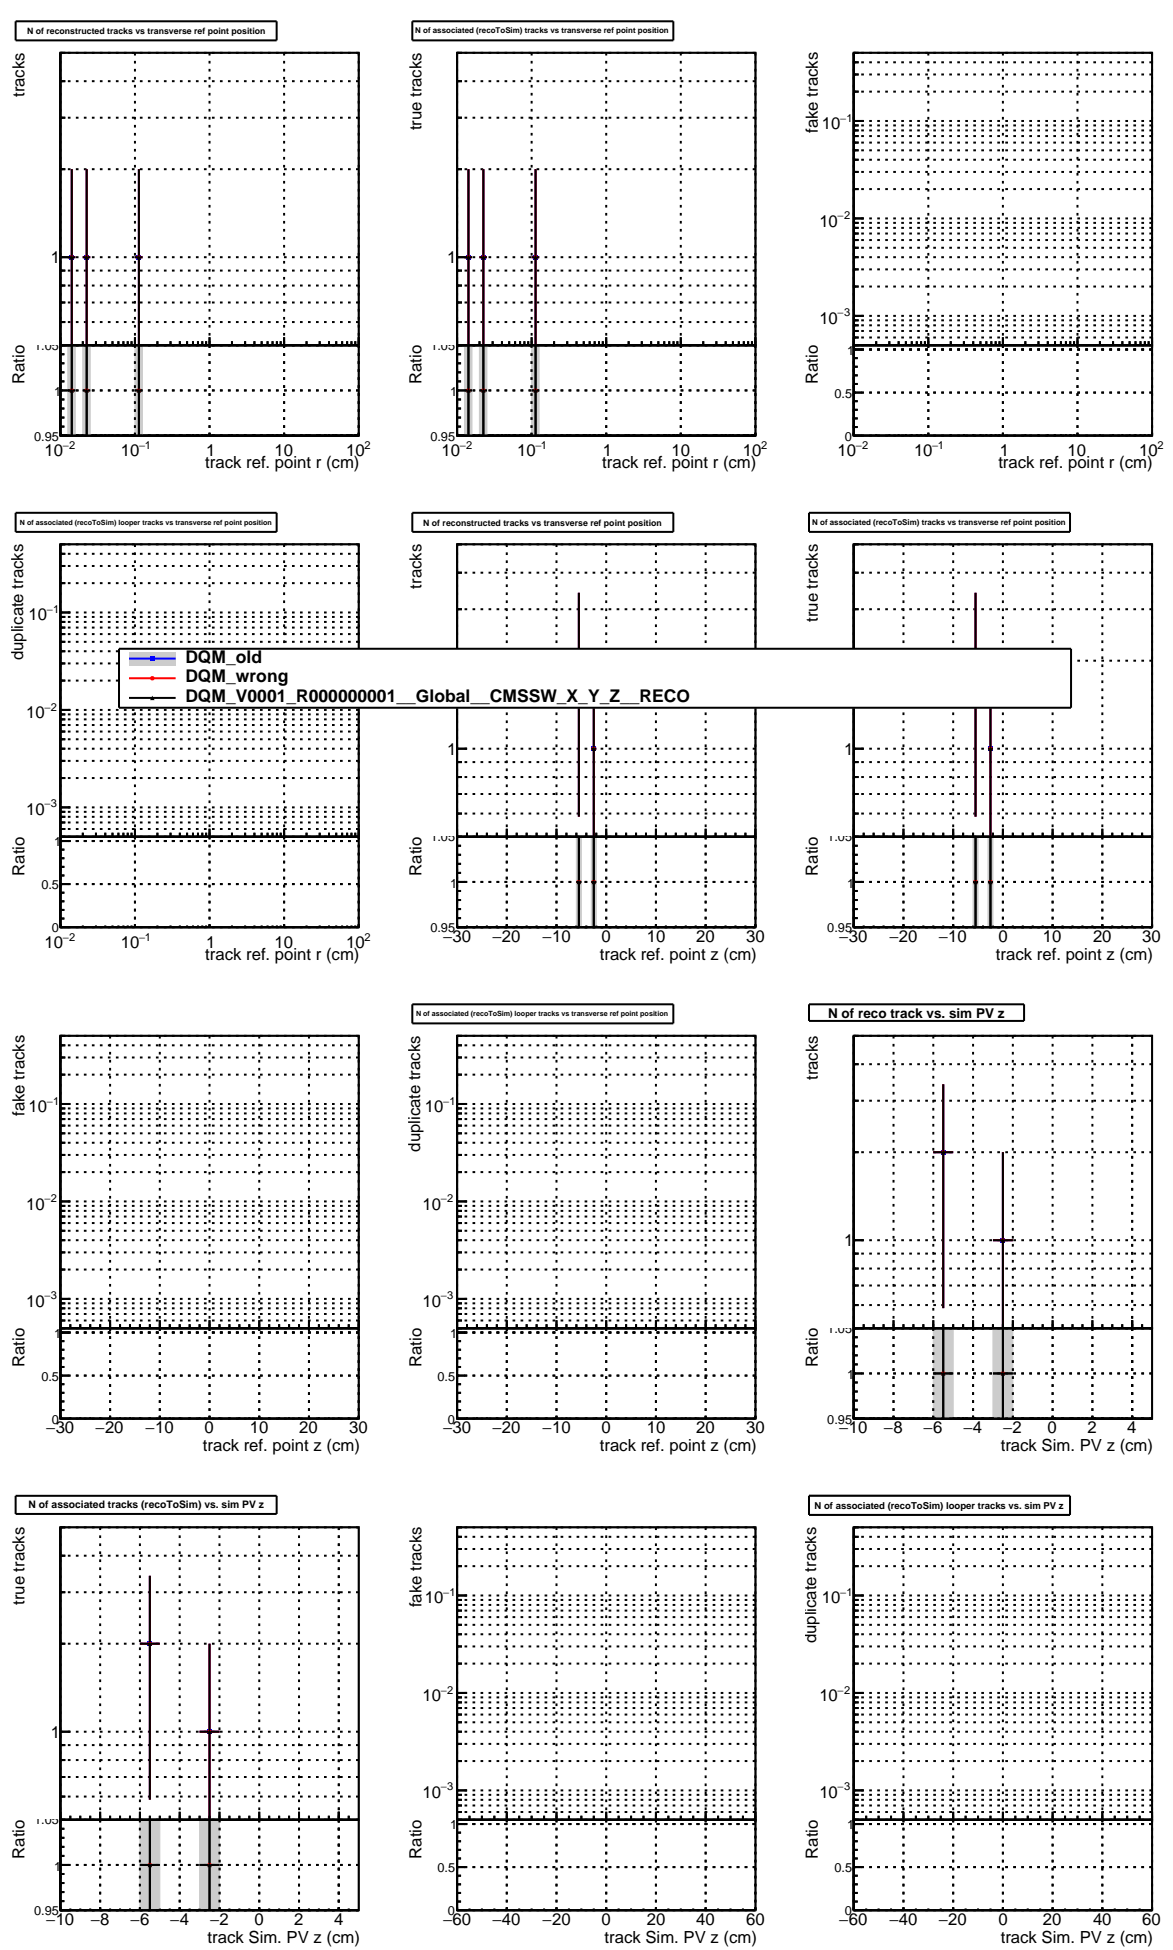 N of reconstructed tracks vs transverse ref point position
tracks
1
1.05
Ratio
1
0.95
10⁻² 10⁻¹ 1 10 10²
track ref. point r (cm)
N of associated (recoToSim) tracks vs transverse ref point position
true tracks
1
1.05
Ratio
1
0.95
10⁻² 10⁻¹ 1 10 10²
track ref. point r (cm)
fake tracks
10⁻¹
10⁻²
10⁻³
Ratio
1
0.5
0
10⁻² 10⁻¹ 1 10 10²
track ref. point r (cm)
N of associated (recoToSim) looper tracks vs transverse ref point position
duplicate tracks
10⁻¹
10⁻²
10⁻³
Ratio
1
0.5
0
10⁻² 10⁻¹ 1 10 10²
track ref. point r (cm)
N of reconstructed tracks vs transverse ref point position
tracks
1
1.05
Ratio
1
0.95
−30 −20 −10 0 10 20 30
track ref. point z (cm)
N of associated (recoToSim) tracks vs transverse ref point position
true tracks
1
1.05
Ratio
1
0.95
−30 −20 −10 0 10 20 30
track ref. point z (cm)
DQM_old
DQM_wrong
DQM_V0001_R000000001__Global__CMSSW_X_Y_Z__RECO
fake tracks
10⁻¹
10⁻²
10⁻³
Ratio
1
0.5
0
−30 −20 −10 0 10 20 30
track ref. point z (cm)
N of associated (recoToSim) looper tracks vs transverse ref point position
duplicate tracks
10⁻¹
10⁻²
10⁻³
Ratio
1
0.5
0
−30 −20 −10 0 10 20 30
track ref. point z (cm)
N of reco track vs. sim PV z
tracks
1
1.05
Ratio
1
0.95
−10 −8 −6 −4 −2 0 2 4
track Sim. PV z (cm)
N of associated tracks (recoToSim) vs. sim PV z
true tracks
1
1.05
Ratio
1
0.95
−10 −8 −6 −4 −2 0 2 4
track Sim. PV z (cm)
fake tracks
10⁻¹
10⁻²
10⁻³
Ratio
1
0.5
0
−60 −40 −20 0 20 40 60
track Sim. PV z (cm)
N of associated (recoToSim) looper tracks vs. sim PV z
duplicate tracks
10⁻¹
10⁻²
10⁻³
Ratio
1
0.5
0
−60 −40 −20 0 20 40 60
track Sim. PV z (cm)